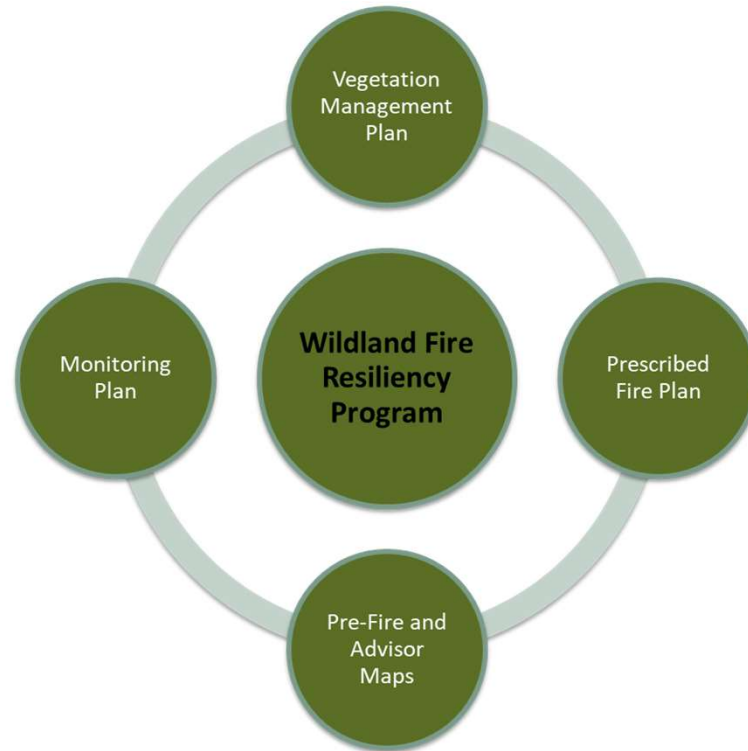 Vegetation
Management
Plan
Monitoring
Plan
Wildland Fire
Resiliency
Program
Prescribed
Fire Plan
Pre-Fire and
Advisor
Maps